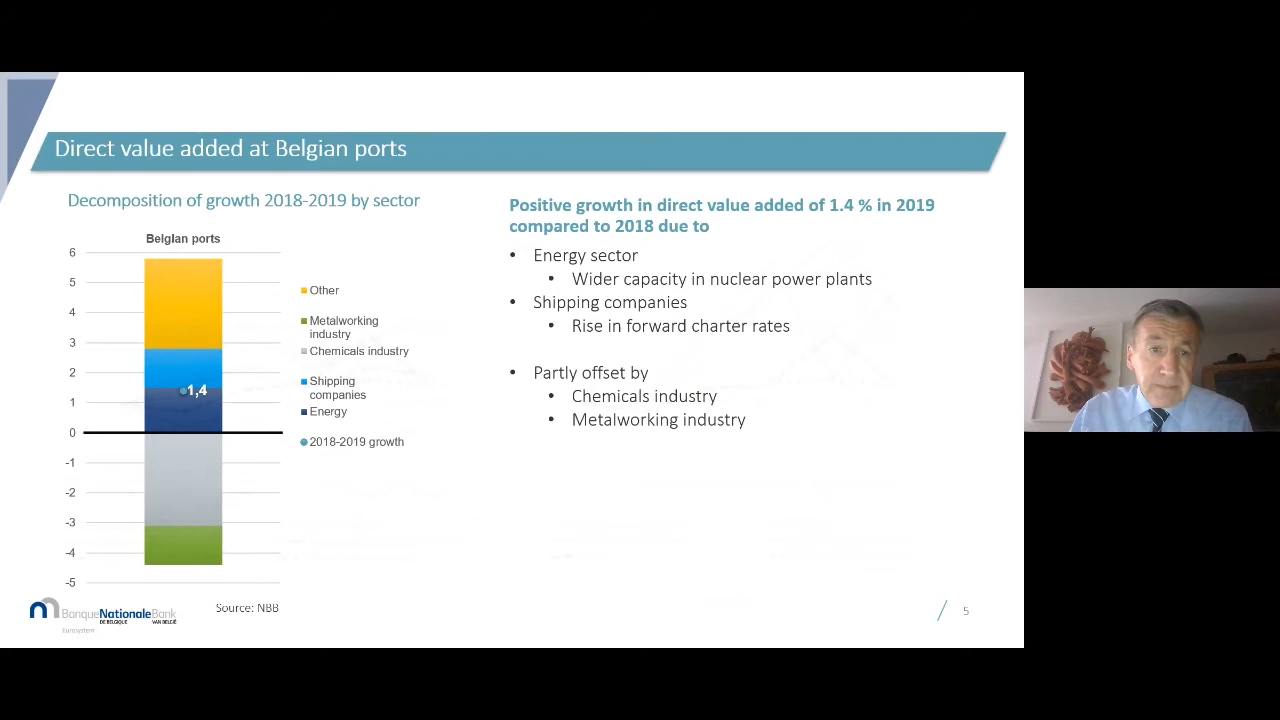 Direct value added at Belgian ports
Decomposition of growth 2018-2019 by sector
Belgian ports
6
5
4
3
2
1
0
-1
-2
-3
-4
-5
1,4
Other
Metalworking
industry
Chemicals industry
Shipping
companies
Energy
2018-2019 growth
Positive growth in direct value added of 1.4 % in 2019
compared to 2018 due to
• Energy sector
• Wider capacity in nuclear power plants
• Shipping companies
• Rise in forward charter rates
• Partly offset by
• Chemicals industry
• Metalworking industry
BanqueNationaleBank
DE BELGIQUE VAN BELGIË
Eurosystem
Source: NBB
5